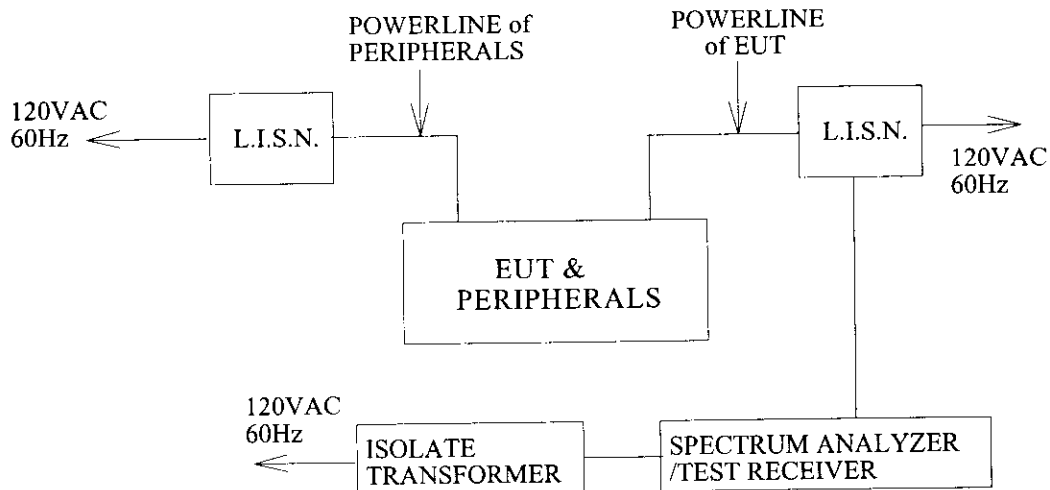 POWERLINE of
PERIPHERALS
POWERLINE
of EUT
120VAC
60Hz
L.I.S.N.
L.I.S.N.
120VAC
60Hz
EUT &
PERIPHERALS
120VAC
60Hz
ISOLATE
TRANSFORMER
SPECTRUM ANALYZER
/TEST RECEIVER